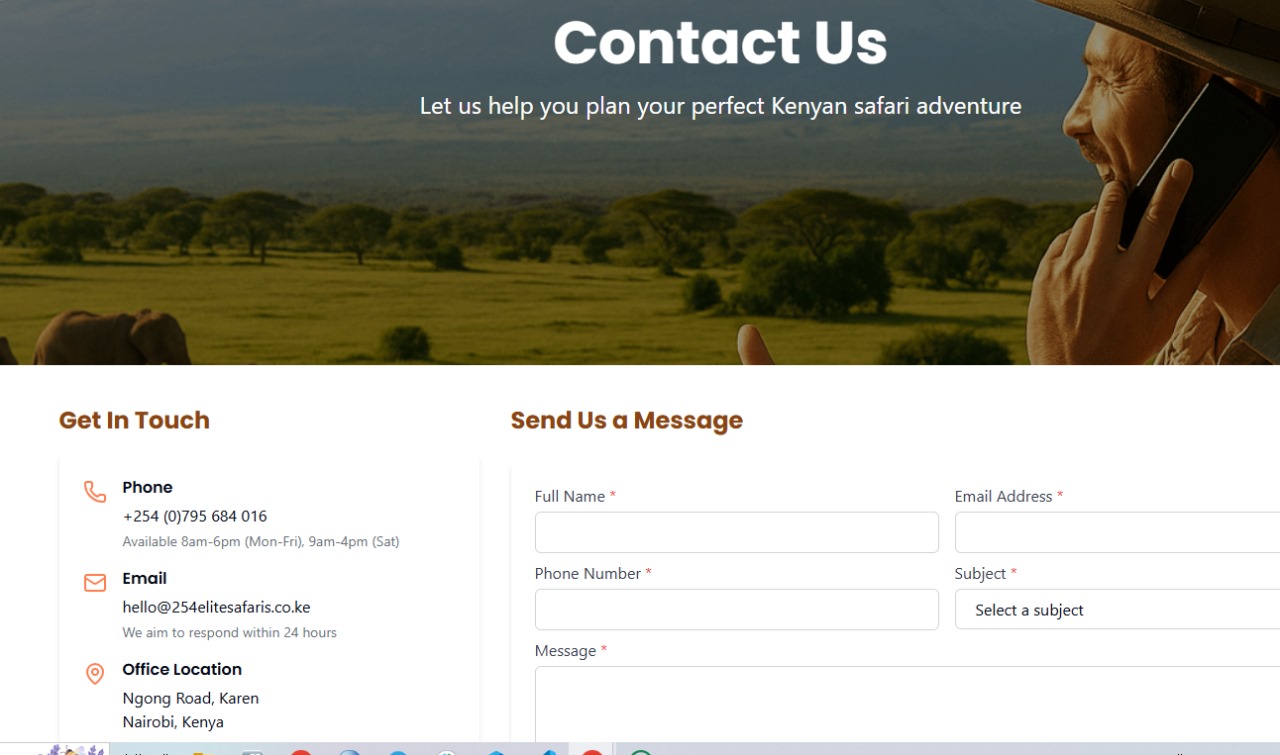 Contact Us
Let us help you plan your perfect Kenyan safari adventure
Get In Touch
Phone
+254 (0)795 684 016
Available 8am-6pm (Mon-Fri), 9am-4pm (Sat)
Email
hello@254elitesafaris.co.ke
We aim to respond within 24 hours
Office Location
Ngong Road, Karen
Nairobi, Kenya
Send Us a Message
Full Name *
Email Address *
Phone Number *
Subject *
Select a subject
Message *